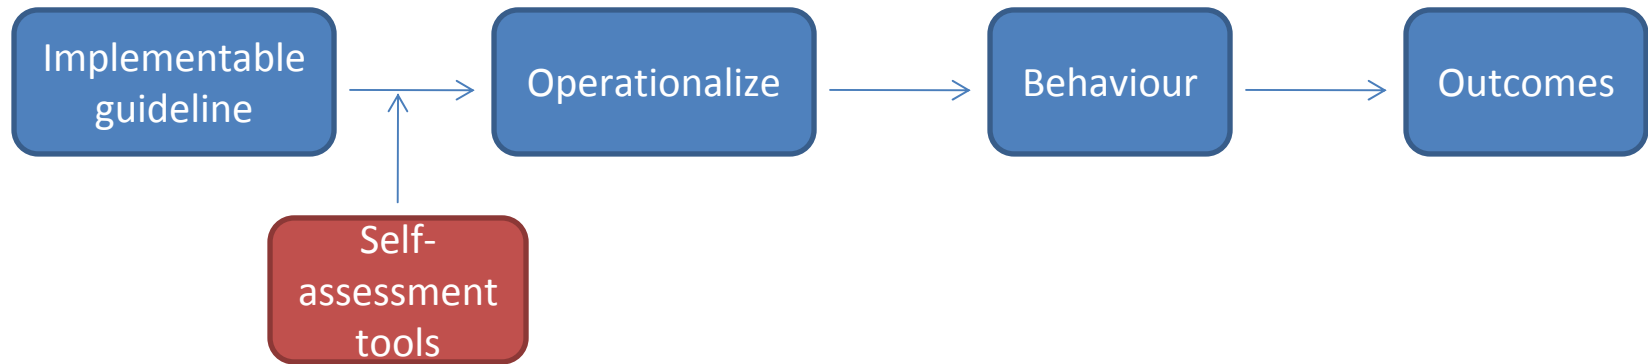 Implementable
guideline
Operationalize
Behaviour
Outcomes
Self-
assessment
tools